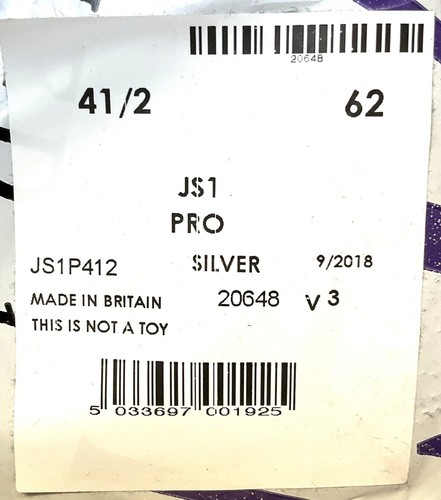 20648
41/2 62
JS1
PRO
JS1P412 SILVER 9/2018
MADE IN BRITAIN 20648 V 3
THIS IS NOT A TOY
5 033697 001925